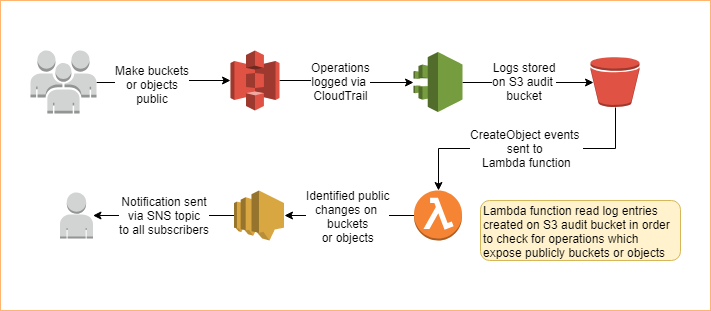 Make buckets
or objects
public
Operations
logged via
CloudTrail
Logs stored
on S3 audit
bucket
CreateObject events
sent to
Lambda function
Notification sent
via SNS topic
to all subscribers
Identified public
changes on
buckets
or objects
Lambda function read log entries
created on S3 audit bucket in order
to check for operations which
expose publicly buckets or objects